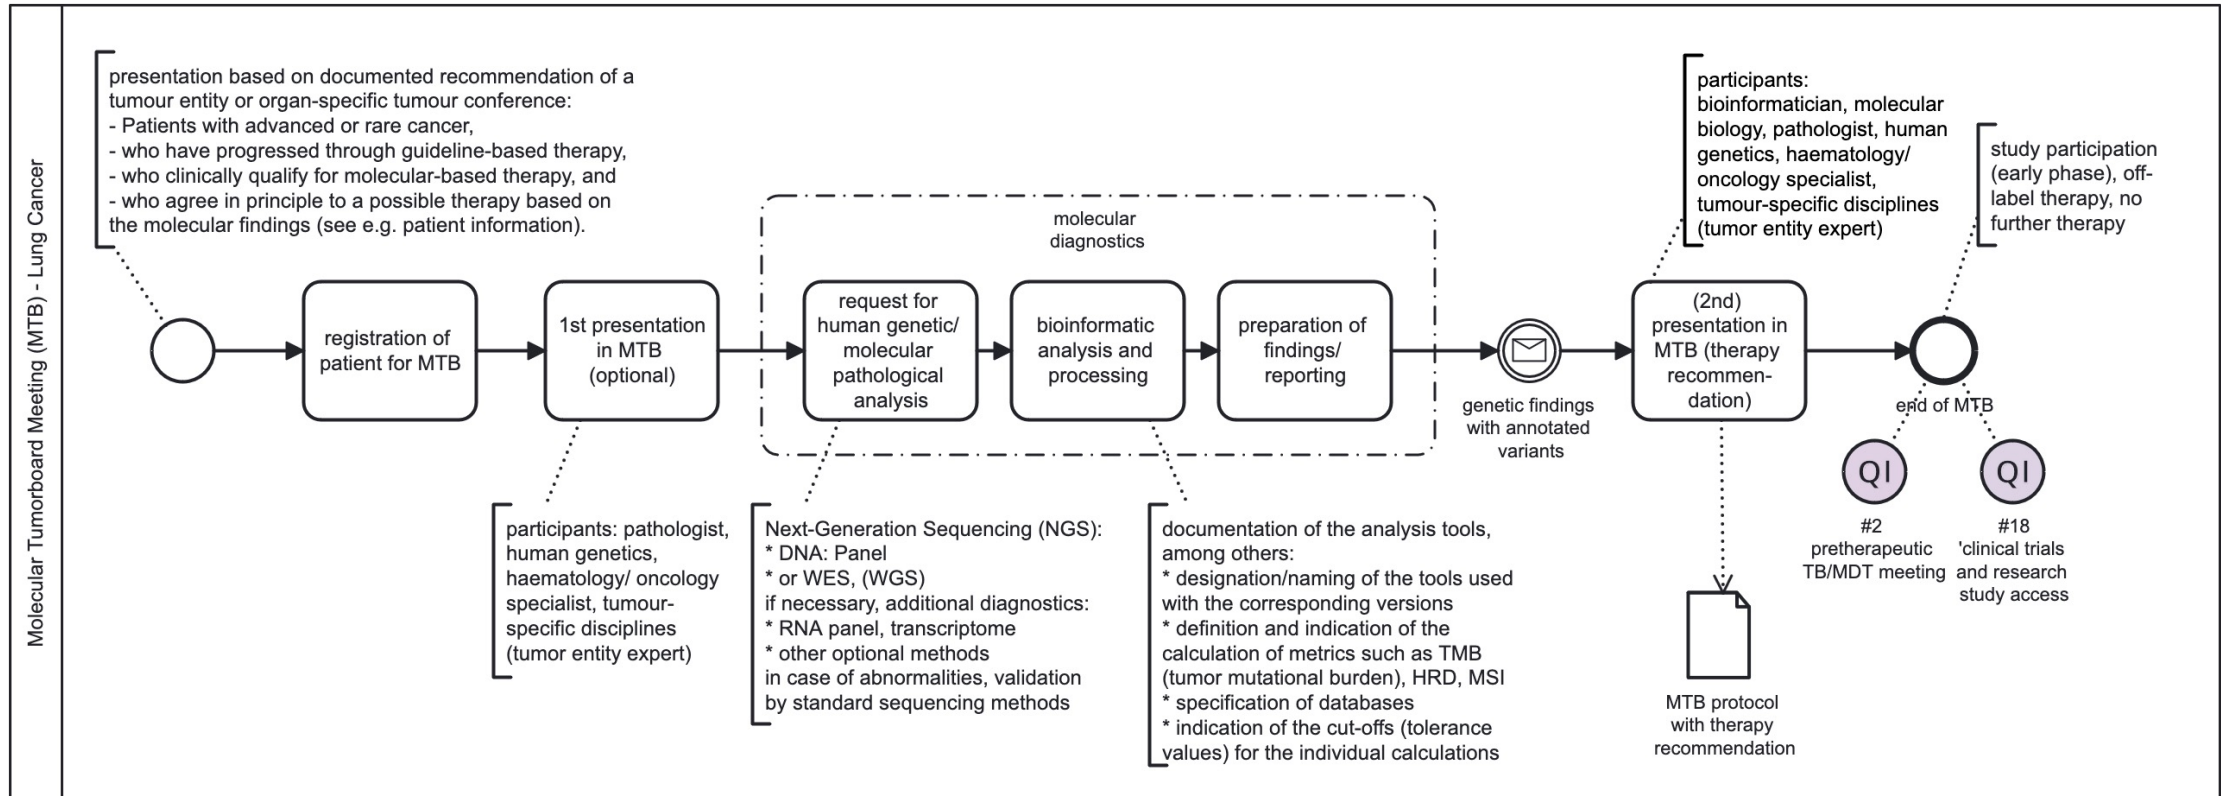 Molecular Tumorboard Meeting (MTB) - Lung Cancer
presentation based on documented recommendation of a
tumour entity or organ-specific tumour conference:
- Patients with advanced or rare cancer,
- who have progressed through guideline-based therapy,
- who clinically qualify for molecular-based therapy, and
- who agree in principle to a possible therapy based on
the molecular findings (see e.g. patient information).
registration of
patient for MTB
1st presentation
in MTB
(optional)
participants: pathologist,
human genetics,
haematology/ oncology
specialist, tumour-
specific disciplines
(tumor entity expert)
molecular
diagnostics
request for
human genetic/
molecular
pathological
analysis
Next-Generation Sequencing (NGS):
* DNA: Panel
* or WES, (WGS)
if necessary, additional diagnostics:
* RNA panel, transcriptome
* other optional methods
in case of abnormalities, validation
by standard sequencing methods
bioinformatic
analysis and
processing
documentation of the analysis tools,
among others:
* designation/naming of the tools used
with the corresponding versions
* definition and indication of the
calculation of metrics such as TMB
(tumor mutational burden), HRD, MSI
* specification of databases
* indication of the cut-offs (tolerance
values) for the individual calculations
preparation of
findings/
reporting
genetic findings
with annotated
variants
participants:
bioinformatician, molecular
biology, pathologist, human
genetics, haematology/
oncology specialist,
tumour-specific disciplines
(tumor entity expert)
(2nd)
presentation in
MTB (therapy
recommen-
dation)
MTB protocol
with therapy
recommendation
study participation
(early phase), off-
label therapy, no
further therapy
end of MTB
QI
#2
pretherapeutic
TB/MDT meeting
QI
#18
'clinical trials
and research
study access